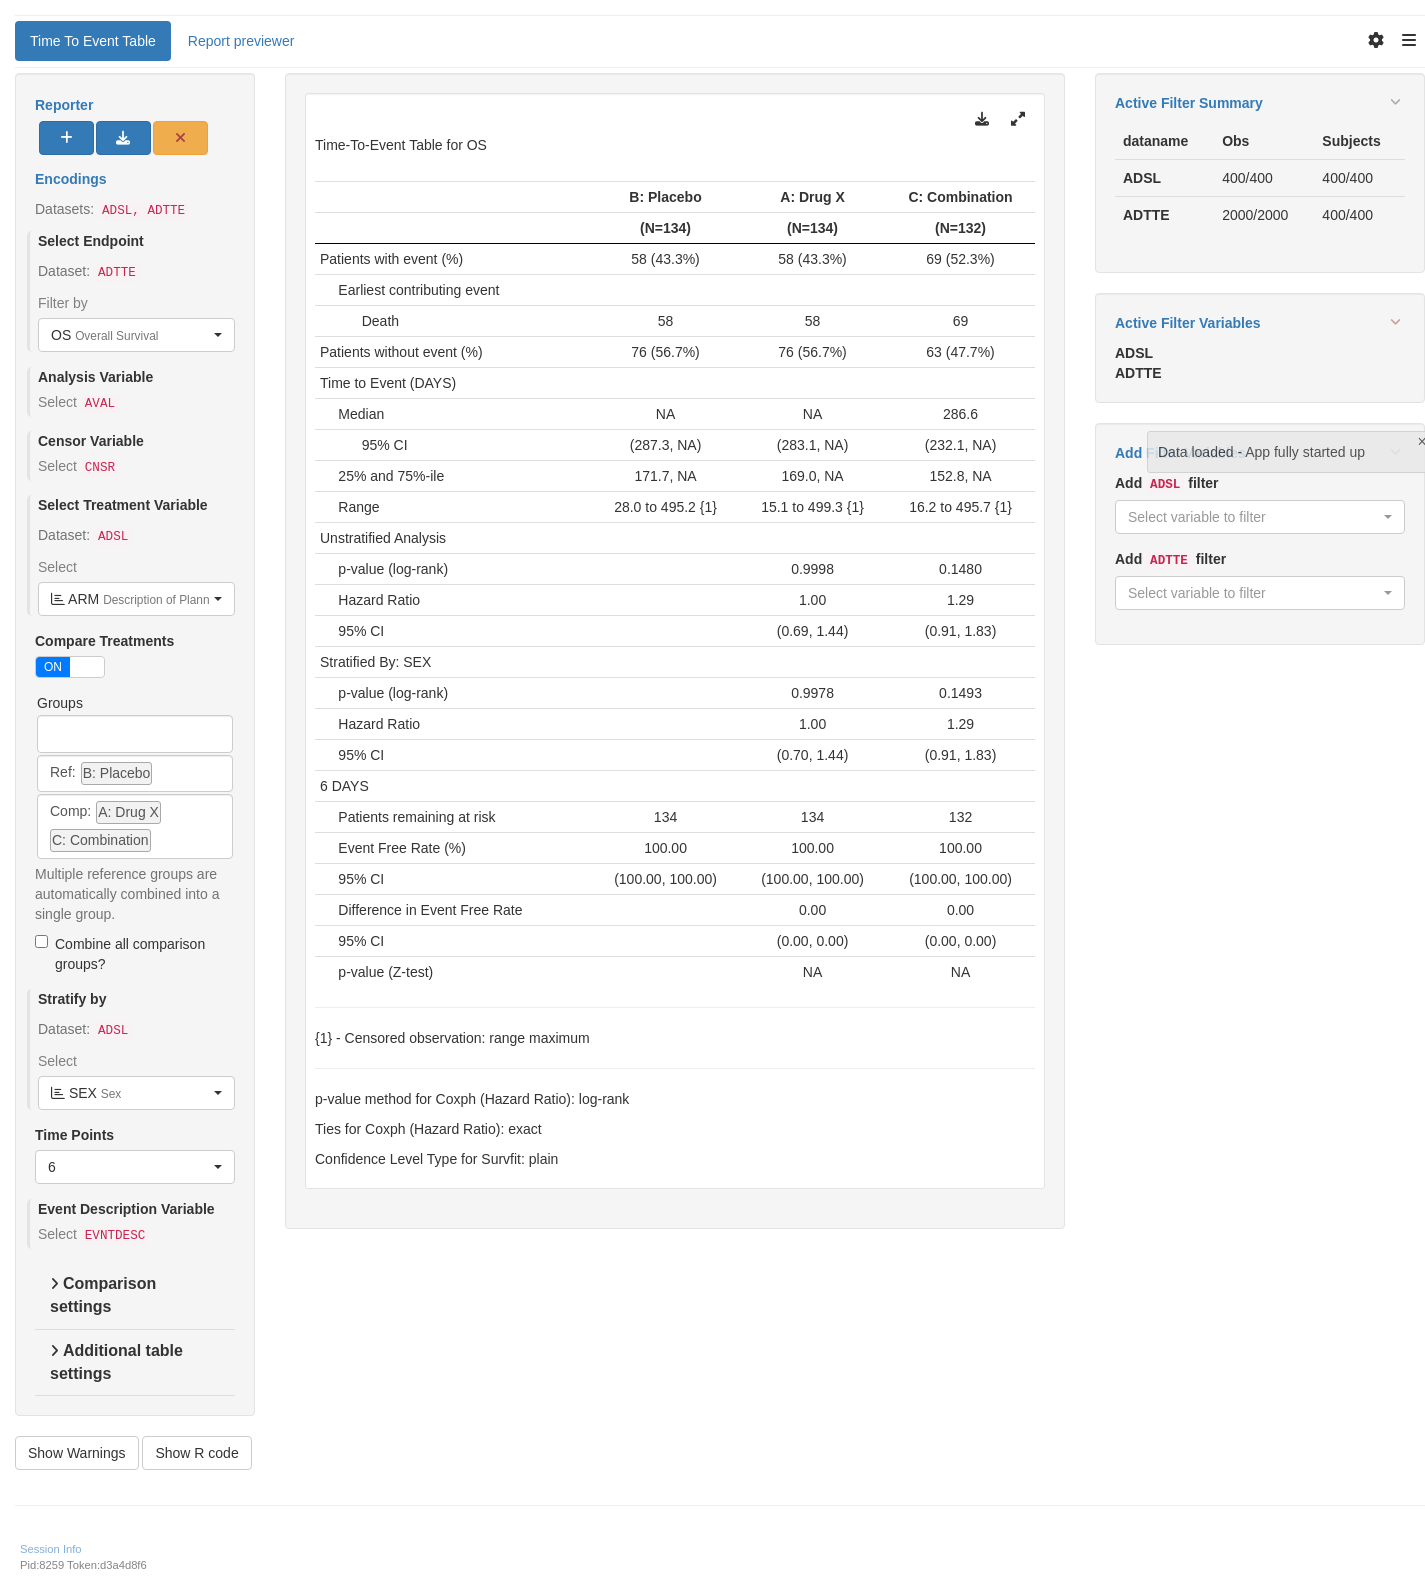 Time To Event Table Report previewer
Reporter
Encodings
Datasets: ADSL, ADTTE
Select Endpoint
Dataset: ADTTE
Filter by
OS Overall Survival
Analysis Variable
Select AVAL
Censor Variable
Select CNSR
Select Treatment Variable
Dataset: ADSL
Select
ARM Description of Plann
Compare Treatments
ON
Groups
Ref: B: Placebo
Comp: A: Drug X
C: Combination
Multiple reference groups are
automatically combined into a
single group.
Combine all comparison
groups?
Stratify by
Dataset: ADSL
Select
SEX Sex
Time Points
6
Event Description Variable
Select EVNTDESC
Comparison
settings
Additional table
settings
Show Warnings Show R code
Time-To-Event Table for OS
B: Placebo A: Drug X C: Combination
(N=134) (N=134) (N=132)
Patients with event (%) 58 (43.3%) 58 (43.3%) 69 (52.3%)
Earliest contributing event
Death 58 58 69
Patients without event (%) 76 (56.7%) 76 (56.7%) 63 (47.7%)
Time to Event (DAYS)
Median NA NA 286.6
95% CI (287.3, NA) (283.1, NA) (232.1, NA)
25% and 75%-ile 171.7, NA 169.0, NA 152.8, NA
Range 28.0 to 495.2 {1} 15.1 to 499.3 {1} 16.2 to 495.7 {1}
Unstratified Analysis
p-value (log-rank) 0.9998 0.1480
Hazard Ratio 1.00 1.29
95% CI (0.69, 1.44) (0.91, 1.83)
Stratified By: SEX
p-value (log-rank) 0.9978 0.1493
Hazard Ratio 1.00 1.29
95% CI (0.70, 1.44) (0.91, 1.83)
6 DAYS
Patients remaining at risk 134 134 132
Event Free Rate (%) 100.00 100.00 100.00
95% CI (100.00, 100.00) (100.00, 100.00) (100.00, 100.00)
Difference in Event Free Rate 0.00 0.00
95% CI (0.00, 0.00) (0.00, 0.00)
p-value (Z-test) NA NA
{1} - Censored observation: range maximum
p-value method for Coxph (Hazard Ratio): log-rank
Ties for Coxph (Hazard Ratio): exact
Confidence Level Type for Survfit: plain
Active Filter Summary
dataname Obs Subjects
ADSL 400/400 400/400
ADTTE 2000/2000 400/400
Active Filter Variables
ADSL
ADTTE
Add
Data loaded - App fully started up
Add ADSL filter
Select variable to filter
Add ADTTE filter
Select variable to filter
Session Info
Pid:8259 Token:d3a4d8f6